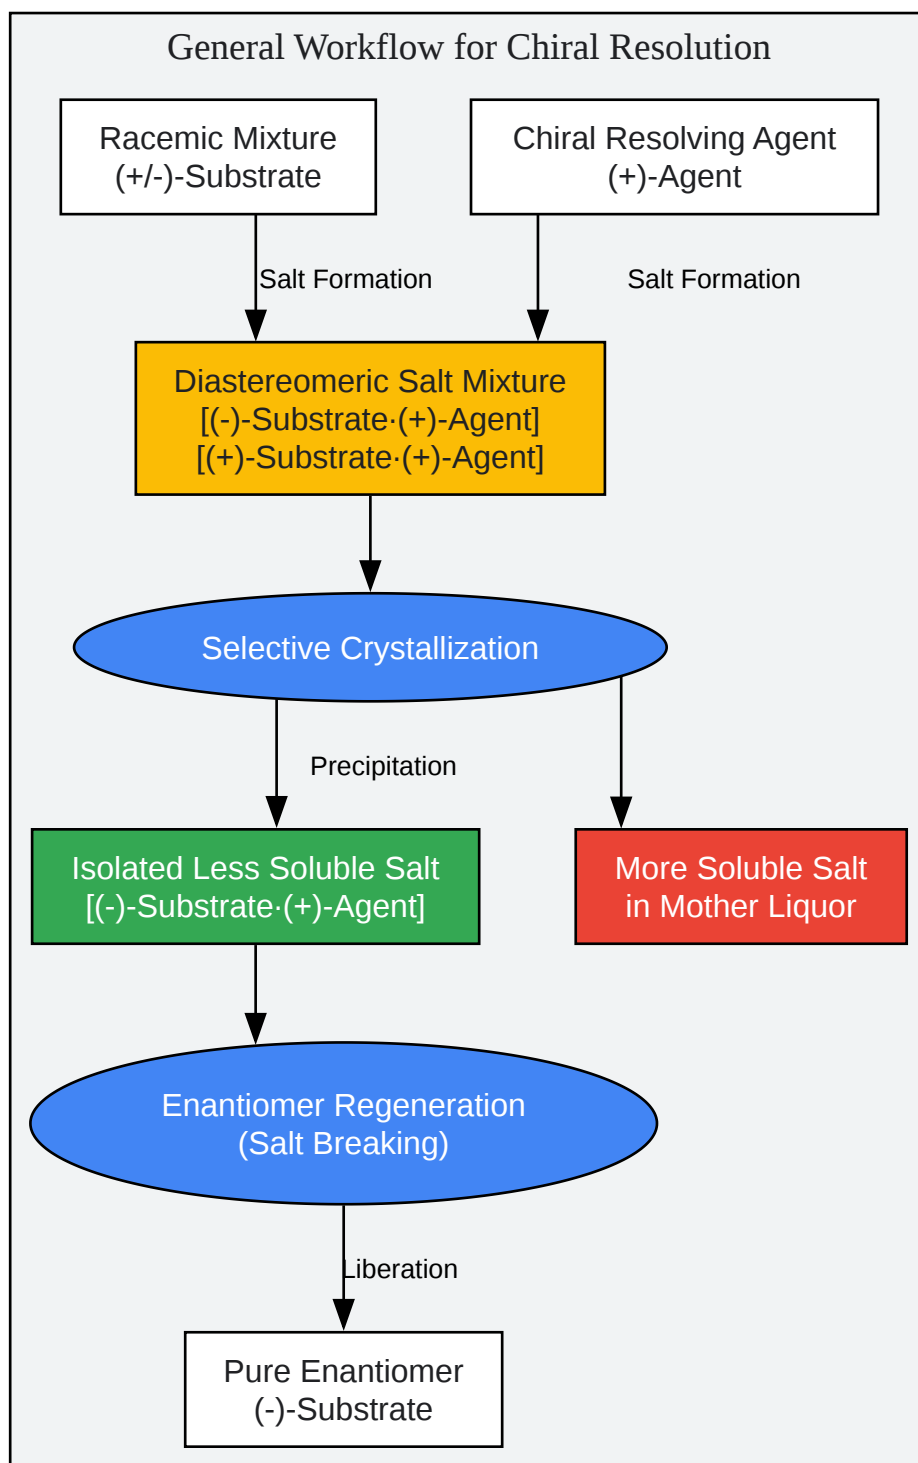 General Workflow for Chiral Resolution
Racemic Mixture
(+/-)-Substrate
Chiral Resolving Agent
(+)-Agent
Salt Formation
Salt Formation
Diastereomeric Salt Mixture
[(-)-Substrate·(+)-Agent]
[(+)-Substrate·(+)-Agent]
Selective Crystallization
Precipitation
Isolated Less Soluble Salt
[(-)-Substrate·(+)-Agent]
More Soluble Salt
in Mother Liquor
Enantiomer Regeneration
(Salt Breaking)
Liberation
Pure Enantiomer
(-)-Substrate